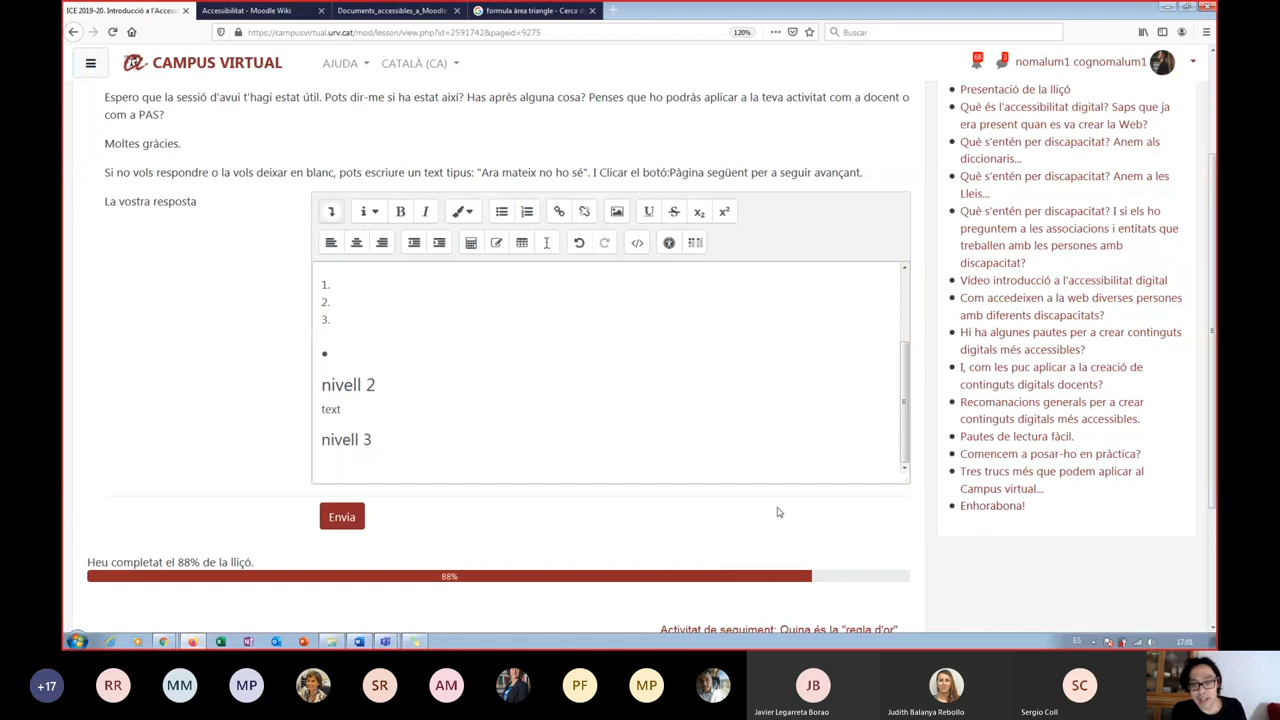 ICE 2019-20. Introducció a l'Acces
Accessibilitat - Moodle Wiki
Documents_accessibles_a_Moodle_
formula àrea triangle - Cerca d
https://campusvirtual.urv.cat/mod/lesson/view.php?id=2591742&pageid=9275
120%
Buscar
CAMPUS VIRTUAL
AJUDA
CATALÀ (CA)
68
3
nomalum1 cognomalum1
Espero que la sessió d'avui t'hagi estat útil. Pots dir-me si ha estat així? Has après alguna cosa? Penses que ho podràs aplicar a la teva activitat com a docent o
com a PAS?
Moltes gràcies.
Si no vols respondre o la vols deixar en blanc, pots escriure un text tipus: "Ara mateix no ho sé". I Clicar el botó:Pàgina següent per a seguir avançant.
La vostra resposta
1.
2.
3.
•
nivell 2
text
nivell 3
Envia
Heu completat el 88% de la lliçó.
88%
Activitat de seguiment: Quina és la "regla d'or"
Presentació de la lliçó
Què és l'accessibilitat digital? Saps que ja
era present quan es va crear la Web?
Què s'entén per discapacitat? Anem als
diccionaris...
Què s'entén per discapacitat? Anem a les
Lleis...
Què s'entén per discapacitat? I si els ho
preguntem a les associacions i entitats que
treballen amb les persones amb
discapacitat?
Vídeo introducció a l'accessibilitat digital
Com accedeixen a la web diverses persones
amb diferents discapacitats?
Hi ha algunes pautes per a crear continguts
digitals més accessibles?
I, com les puc aplicar a la creació de
continguts digitals docents?
Recomanacions generals per a crear
continguts digitals més accessibles.
Pautes de lectura fàcil.
Comencem a posar-ho en pràctica?
Tres trucs més que podem aplicar al
Campus virtual...
Enhorabona!
ES
17:01
+17
RR
MM
MP
SR
AM
PF
MP
JB
SC
Javier Legarreta Borao
Judith Balanya Rebollo
Sergio Coll